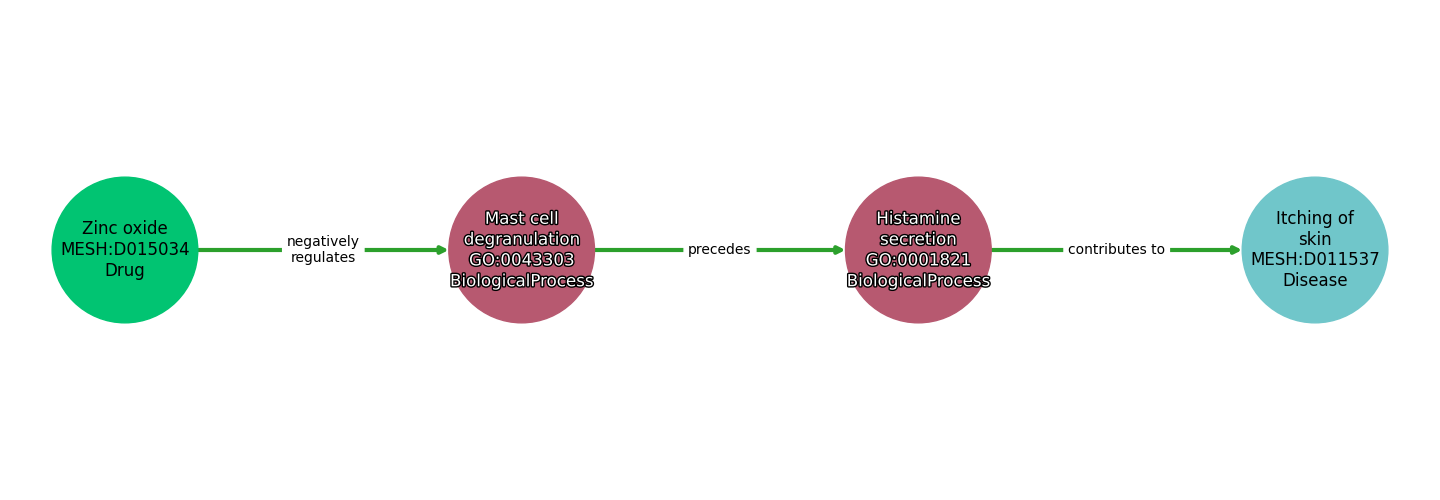 Zinc oxide
MESH:D015034
Drug
negatively
regulates
Mast cell
degranulation
GO:0043303
BiologicalProcess
precedes
Histamine
secretion
GO:0001821
BiologicalProcess
contributes to
Itching of
skin
MESH:D011537
Disease